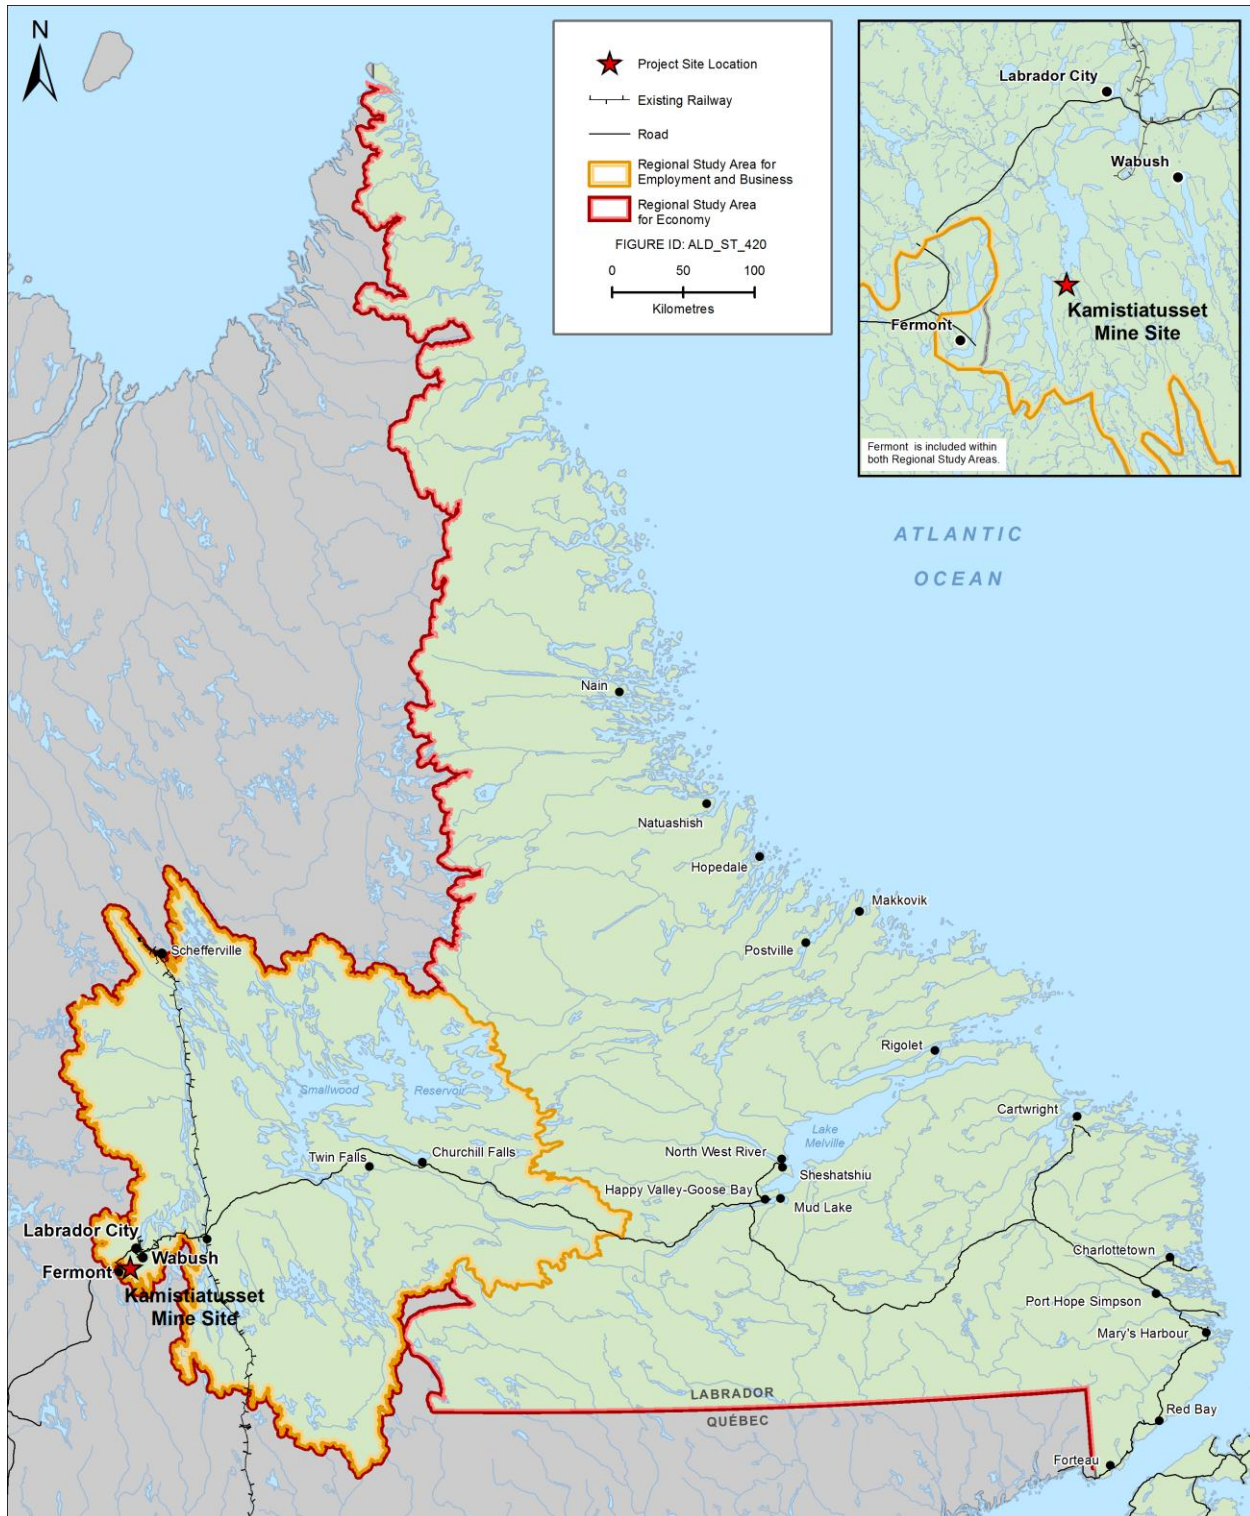 N
Project Site Location
Existing Railway
Road
Regional Study Area for
Employment and Business
Regional Study Area
for Economy
FIGURE ID: ALD_ST_420
0 50 100
Kilometres
Labrador City
Wabush
Kamistiatusset
Mine Site
Fermont
Fermont is included within
both Regional Study Areas.
ATLANTIC
OCEAN
Nain
Natuashish
Hopedale
Makkovik
Postville
Schefferville
Rigolet
Smallwood Reservoir
Cartwright
Lake
Melville
North West River
Churchill Falls
Twin Falls
Sheshatshiu
Happy Valley-Goose Bay
Mud Lake
Labrador City
Wabush
Fermont
Kamistiatusset
Mine Site
Charlottetown
Port Hope Simpson
Mary's Harbour
LABRADOR
QUÉBEC
Red Bay
Forteau